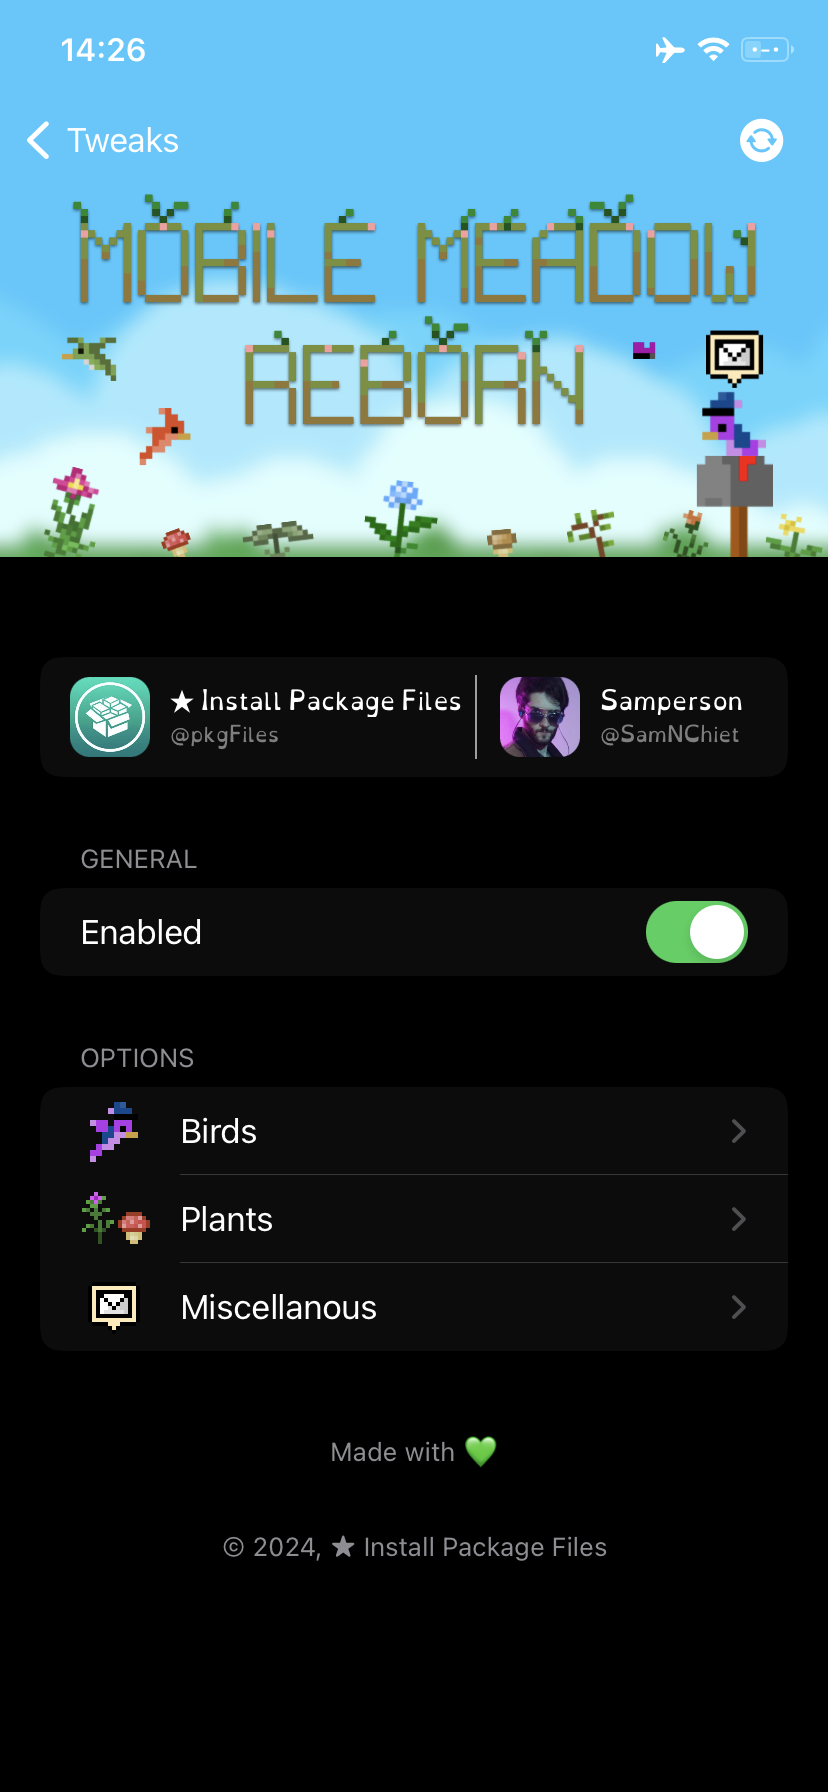 14:26
Tweaks
MOBILE MEADOW
REBORN
★ Install Package Files
@pkgFiles
Samperson
@SamNChiet
GENERAL
Enabled
OPTIONS
Birds
Plants
Miscellanous
Made with 💚
© 2024, ★ Install Package Files